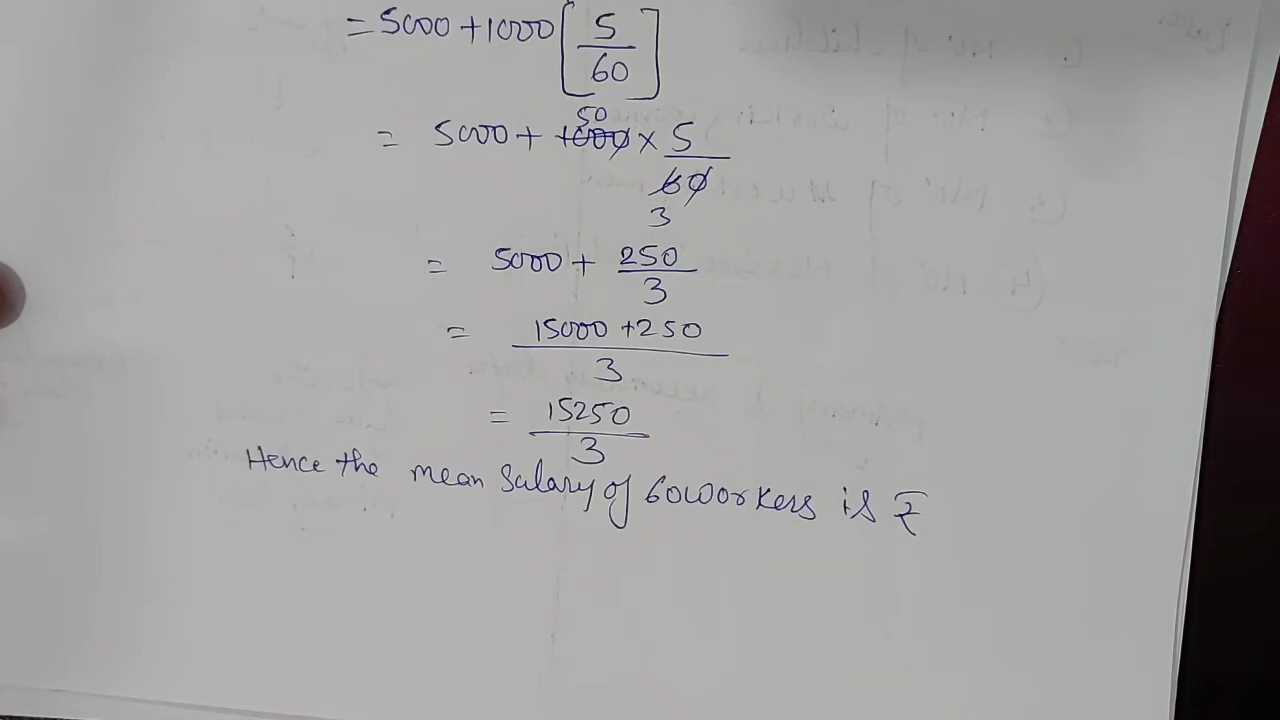 = 5000 + 1000 [ 5 / 60 ]
50
= 5000 + 1000 × 5 / 60
3
= 5000 + 250 / 3
= 15000 + 250 / 3
= 15250 / 3
Hence the mean Salary of 60 workers is ₹